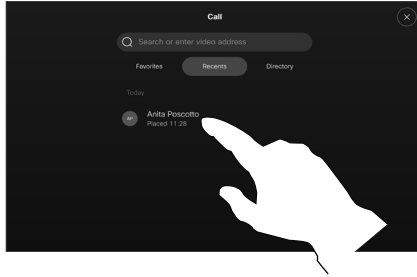 Call
Search or enter video address
Favorites Recents Directory
Today
AP Anita Poscotto
Placed 11:28